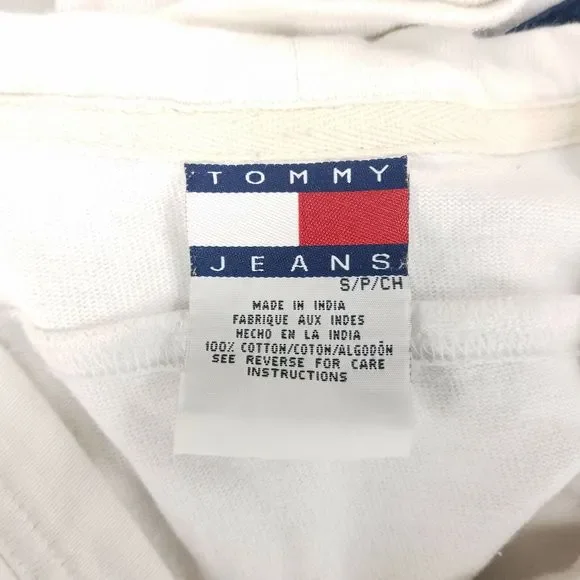 TOMMY
JEANS
S/P/CH
MADE IN INDIA
FABRIQUE AUX INDES
HECHO EN LA INDIA
100% COTTON/COTON/ALGODÓN
SEE REVERSE FOR CARE
INSTRUCTIONS